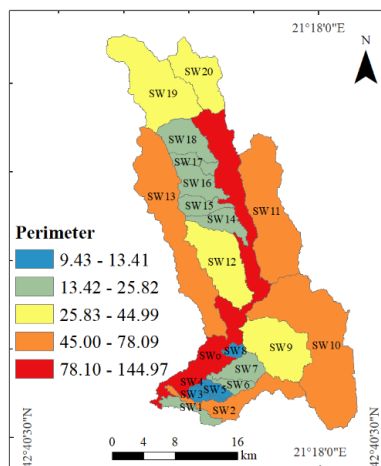 21°18'0"E
N
SW20
SW19
SW18
SW17
SW16
SW13
SW15
SW11
SW14
SW12
Perimeter
9.43 - 13.41
13.42 - 25.82
25.83 - 44.99
45.00 - 78.09
78.10 - 144.97
SW9
SW10
SW8
SW7
SW4
SW6
SW5
SW3
SW1
SW2
42°40'30"N
42°40'30"N
0 4 8 16
km
21°18'0"E